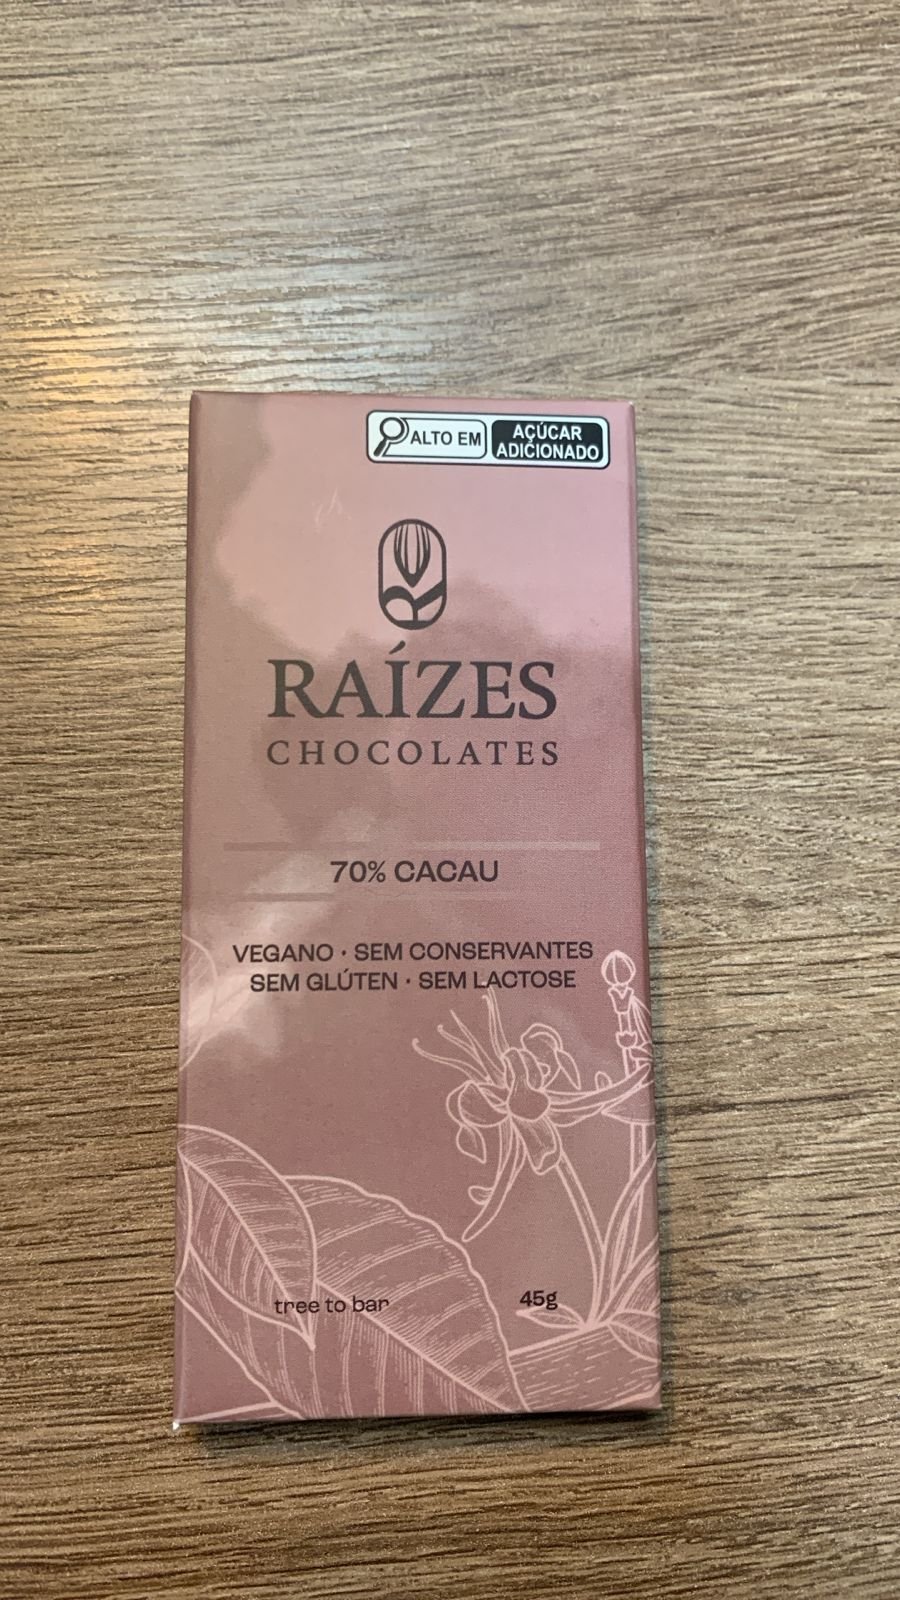 ALTO EM
AÇÚCAR
ADICIONADO
RAÍZES
CHOCOLATES
70% CACAU
VEGANO · SEM CONSERVANTES
SEM GLÚTEN · SEM LACTOSE
tree to bar 45g